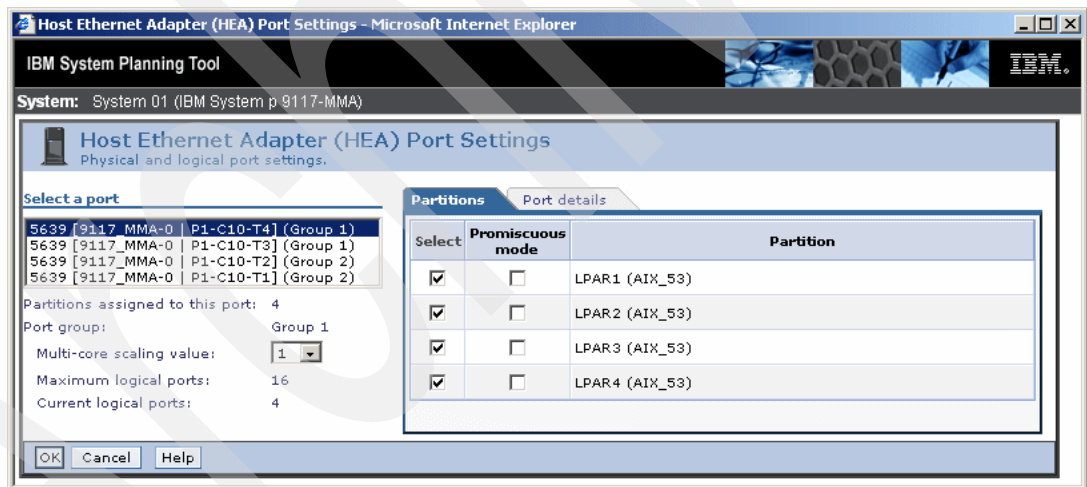 Host Ethernet Adapter (HEA) Port Settings - Microsoft Internet Explorer
IBM System Planning Tool
IBM.
System: System 01 (IBM System p 9117-MMA)
Host Ethernet Adapter (HEA) Port Settings
Physical and logical port settings.
Select a port
5639 [9117_MMA-0 | P1-C10-T4] (Group 1)
5639 [9117_MMA-0 | P1-C10-T3] (Group 1)
5639 [9117_MMA-0 | P1-C10-T2] (Group 2)
5639 [9117_MMA-0 | P1-C10-T1] (Group 2)
Partitions assigned to this port: 4
Port group: Group 1
Multi-core scaling value: 1
Maximum logical ports: 16
Current logical ports: 4
Partitions Port details
Select Promiscuous mode Partition
LPAR1 (AIX_53)
LPAR2 (AIX_53)
LPAR3 (AIX_53)
LPAR4 (AIX_53)
OK Cancel Help